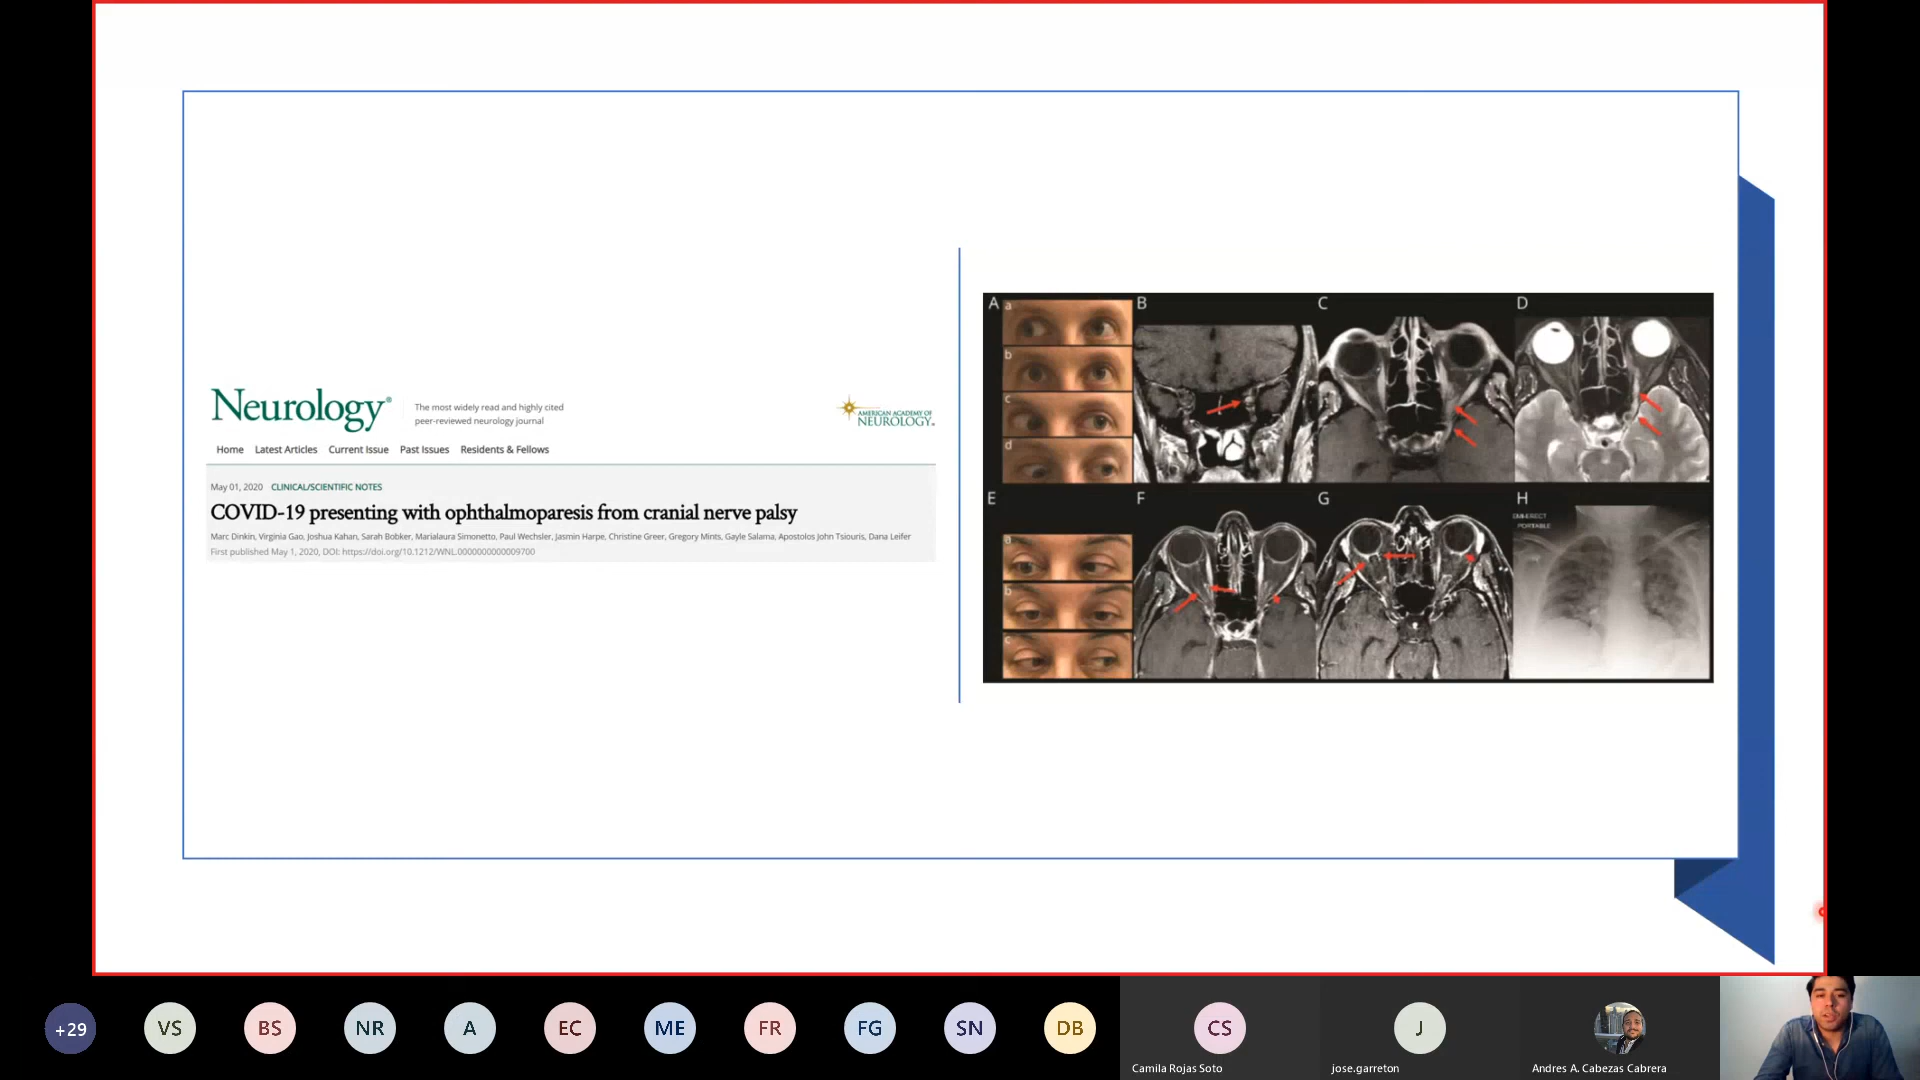 Neurology®
The most widely read and highly cited
peer-reviewed neurology journal
AMERICAN ACADEMY OF
NEUROLOGY.
Home Latest Articles Current Issue Past Issues Residents & Fellows
May 01, 2020 CLINICAL/SCIENTIFIC NOTES
COVID-19 presenting with ophthalmoparesis from cranial nerve palsy
Marc Dinkin, Virginia Gao, Joshua Kahan, Sarah Bobker, Marialaura Simonetto, Paul Wechsler, Jasmin Harpe, Christine Greer, Gregory Mints, Gayle Salama, Apostolos John Tsiouris, Dana Leifer
First published May 1, 2020, DOI: https://doi.org/10.1212/WNL.0000000000009700
A a B C D
b
c
d
E F G H
a
b
c
PORTABLE
+29 VS BS NR A EC ME FR FG SN DB CS J
Camila Rojas Soto jose.garreton Andres A. Cabezas Cabrera